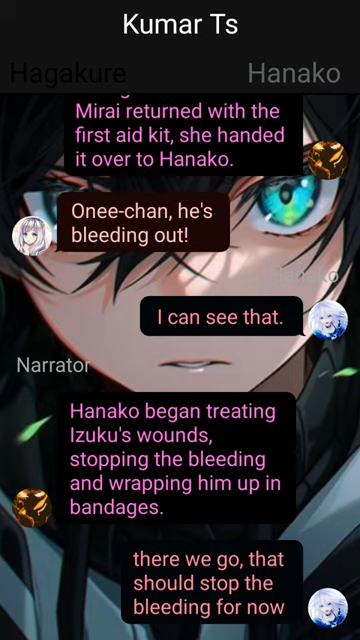 Kumar Ts
Hagakure
Hanako
Mirai returned with the
first aid kit, she handed
it over to Hanako.
Onee-chan, he's
bleeding out!
Hanako
I can see that.
Narrator
Hanako began treating
Izuku's wounds,
stopping the bleeding
and wrapping him up in
bandages.
there we go, that
should stop the
bleeding for now